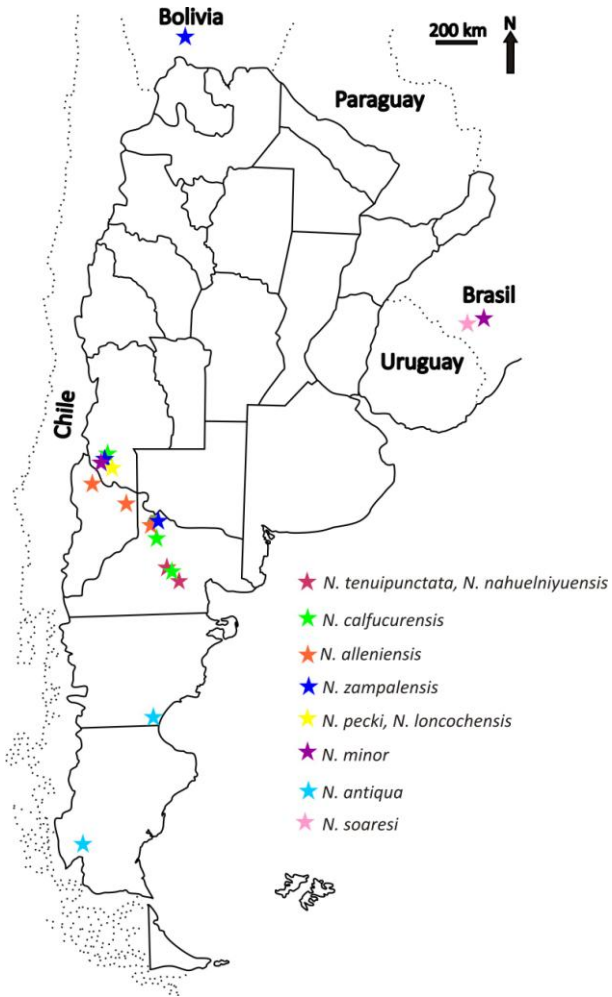 Bolivia
200 km
N
Paraguay
Brasil
Uruguay
Chile
N. tenuipunctata, N. nahuelniyuensis
N. calfucurensis
N. alleniensis
N. zampalensis
N. pecki, N. loncochensis
N. minor
N. antiqua
N. soaresi